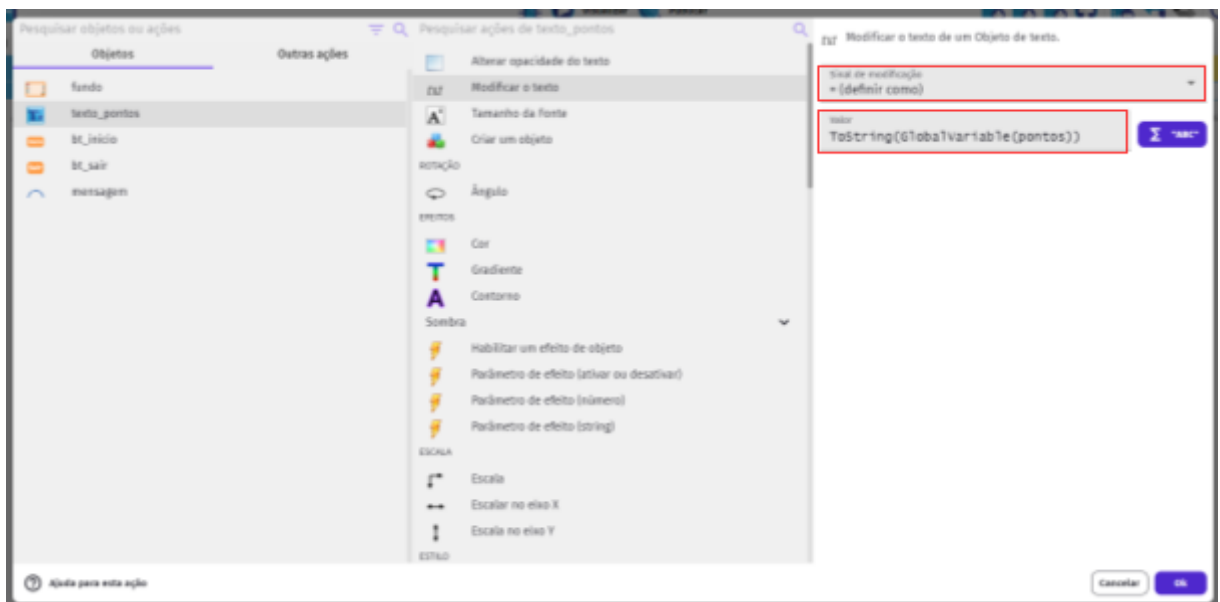 Pesquisar objetos ou ações
Objetos
Outras ações
fundo
texto_pontos
bt_inicio
bt_sair
mensagem
Pesquisar ações de texto_pontos
Alterar opacidade do texto
Modificar o texto
Tamanho da fonte
Criar um objeto
ROTAÇÃO
Ângulo
EFEITOS
Cor
Gradiente
Contorno
Sombra
Habilitar um efeito de objeto
Parâmetro de efeito (ativar ou desativar)
Parâmetro de efeito (número)
Parâmetro de efeito (string)
ESCALA
Escala
Escalar no eixo X
Escala no eixo Y
ESTILO
Modificar o texto de um Objeto de texto.
Sinal de modificação
= (definir como)
Valor
ToString(GlobalVariable(pontos))
Σ "ABC"
Ajuda para esta ação
Cancelar
Ok